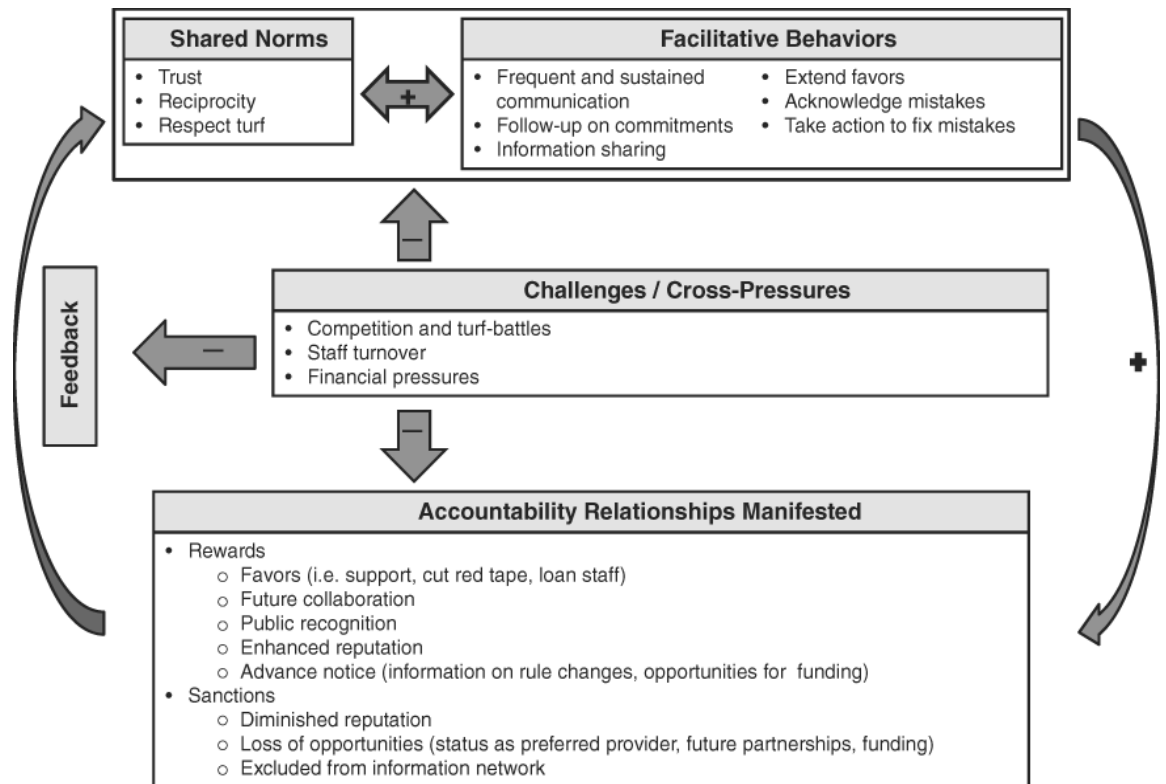 Shared Norms
• Trust
• Reciprocity
• Respect turf
+
Facilitative Behaviors
• Frequent and sustained
communication
• Follow-up on commitments
• Information sharing
• Extend favors
• Acknowledge mistakes
• Take action to fix mistakes
—
Challenges / Cross-Pressures
• Competition and turf-battles
• Staff turnover
• Financial pressures
—
Feedback
+
—
Accountability Relationships Manifested
• Rewards
o Favors (i.e. support, cut red tape, loan staff)
o Future collaboration
o Public recognition
o Enhanced reputation
o Advance notice (information on rule changes, opportunities for funding)
• Sanctions
o Diminished reputation
o Loss of opportunities (status as preferred provider, future partnerships, funding)
o Excluded from information network